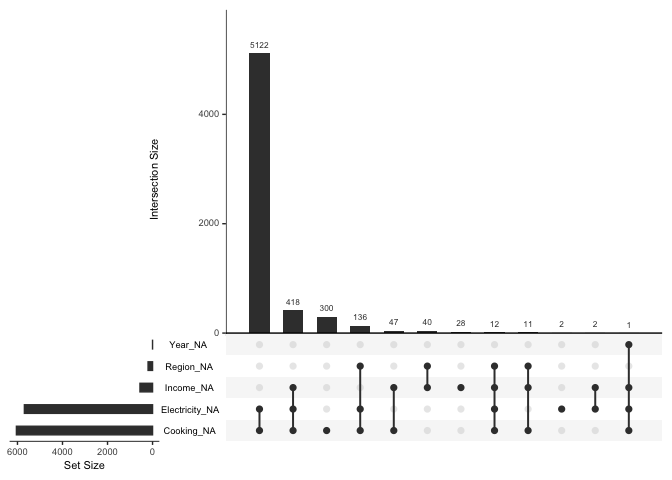 5122
4000
Intersection Size
2000
418
300
136
47 40 28 12 11 2 2 1
0
Year_NA
Region_NA
Income_NA
Electricity_NA
Cooking_NA
6000 4000 2000 0
Set Size